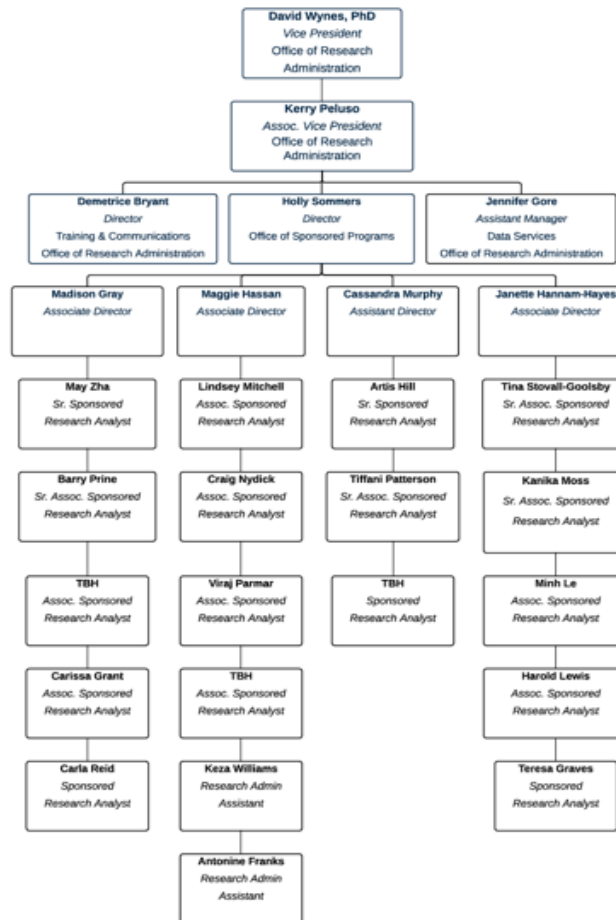 David Wynes, PhD
Vice President
Office of Research
Administration
Kerry Peluso
Assoc. Vice President
Office of Research
Administration
Demetrice Bryant
Director
Training & Communications
Office of Research Administration
Holly Sommers
Director
Office of Sponsored Programs
Jennifer Gore
Assistant Manager
Data Services
Office of Research Administration
Madison Gray
Associate Director
Maggie Hassan
Associate Director
Cassandra Murphy
Assistant Director
Janette Hannam-Hayes
Associate Director
May Zha
Sr. Sponsored
Research Analyst
Lindsey Mitchell
Assoc. Sponsored
Research Analyst
Artis Hill
Sr. Sponsored
Research Analyst
Tina Stovall-Goolsby
Sr. Assoc. Sponsored
Research Analyst
Barry Prine
Sr. Assoc. Sponsored
Research Analyst
Craig Nydick
Assoc. Sponsored
Research Analyst
Tiffani Patterson
Sr. Assoc. Sponsored
Research Analyst
Kanika Moss
Sr. Assoc. Sponsored
Research Analyst
TBH
Assoc. Sponsored
Research Analyst
Viraj Parmar
Assoc. Sponsored
Research Analyst
TBH
Sponsored
Research Analyst
Minh Le
Assoc. Sponsored
Research Analyst
Carissa Grant
Assoc. Sponsored
Research Analyst
TBH
Assoc. Sponsored
Research Analyst
Harold Lewis
Assoc. Sponsored
Research Analyst
Carla Reid
Sponsored
Research Analyst
Keza Williams
Research Admin
Assistant
Teresa Graves
Sponsored
Research Analyst
Antonine Franks
Research Admin
Assistant